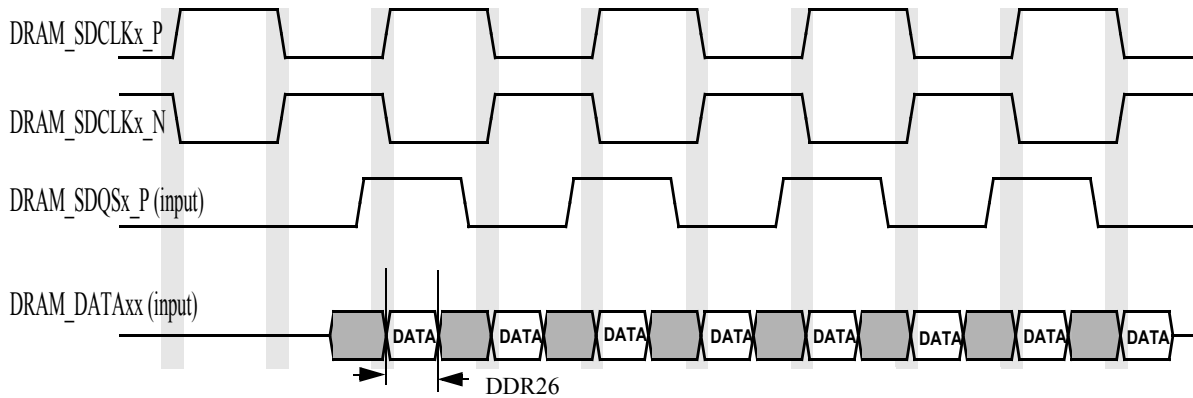 DRAM_SDCLKx_P
DRAM_SDCLKx_N
DRAM_SDQSx_P (input)
DRAM_DATAxx (input)
DATA DATA DATA DATA DATA DATA DATA DATA
DDR26